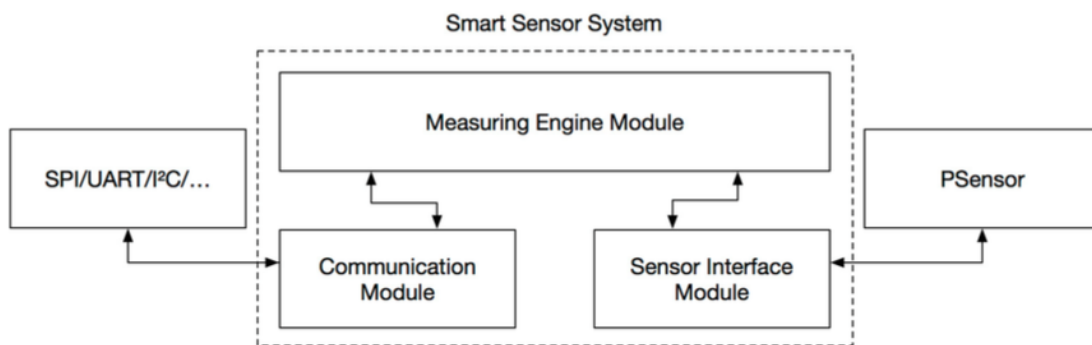 Smart Sensor System
Measuring Engine Module
SPI/UART/I²C/...
PSensor
Communication
Module
Sensor Interface
Module